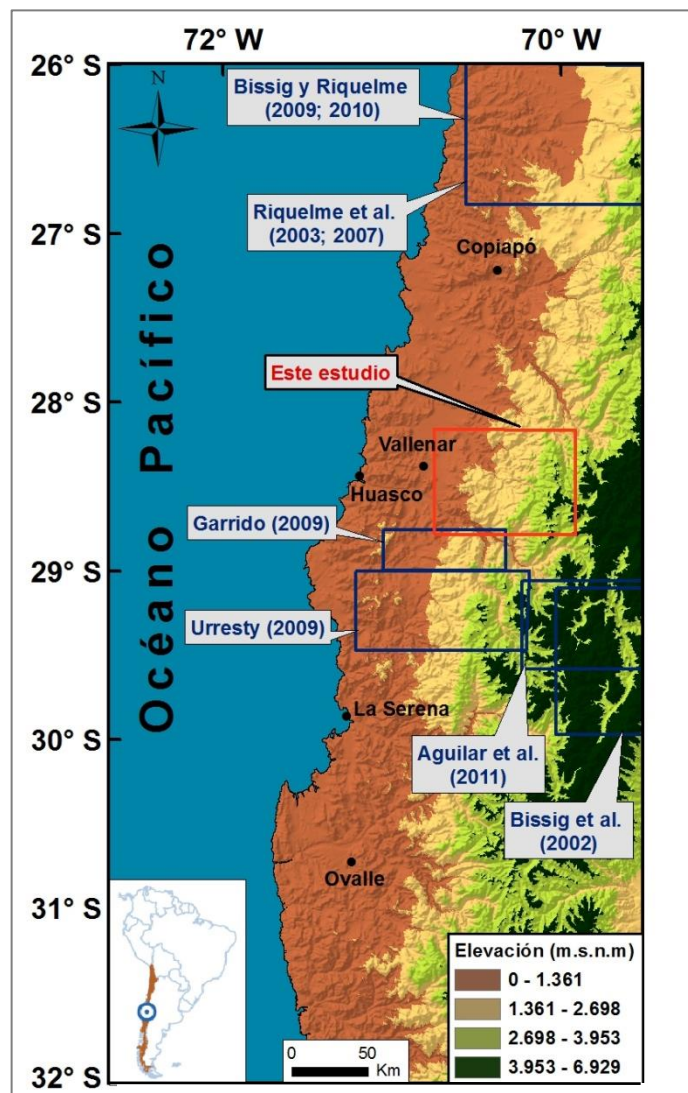 72° W
70° W
26° S
N
Bissig y Riquelme
(2009; 2010)
27° S
Riquelme et al.
(2003; 2007)
Copiapó
Océano Pacífico
Este estudio
28° S
Vallenar
Huasco
Garrido (2009)
29° S
Urresty (2009)
La Serena
30° S
Aguilar et al.
(2011)
Bissig et al.
(2002)
Ovalle
31° S
Elevación (m.s.n.m)
0 - 1.361
1.361 - 2.698
2.698 - 3.953
3.953 - 6.929
0
50
Km
32° S